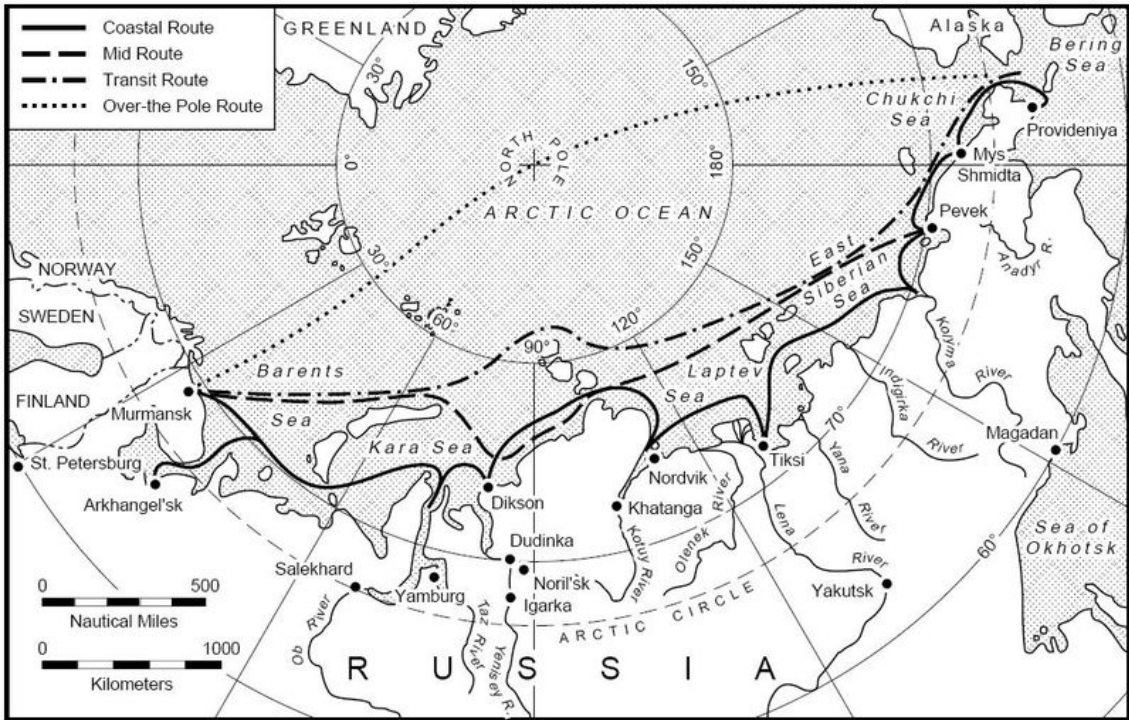 Coastal Route
Mid Route
Transit Route
Over-the Pole Route
GREENLAND
Alaska
Bering
Sea
30°
150°
Chukchi
Sea
Provideniya
0°
NORTH POLE
180°
Mys
Shmidta
ARCTIC OCEAN
Pevek
30°
150°
East
Siberian
Sea
Anadyr R.
NORWAY
SWEDEN
60°
120°
90°
Barents
Sea
Laptev
Sea
Kolyma
River
Indigirka
River
FINLAND
Murmansk
Kara Sea
70°
Magadan
St. Petersburg
Arkhangel'sk
Dikson
Nordvik
Tiksi
Yana
River
Khatanga
Kotuy River
Olenek
River
Lena
River
60°
Sea of
Okhotsk
Dudinka
Noril'sk
Igarka
Salekhard
Yamburg
Yakutsk
0 500
Nautical Miles
0 1000
Kilometers
Ob
River
Taz River
Yenisey R.
ARCTIC CIRCLE
RUSSIA